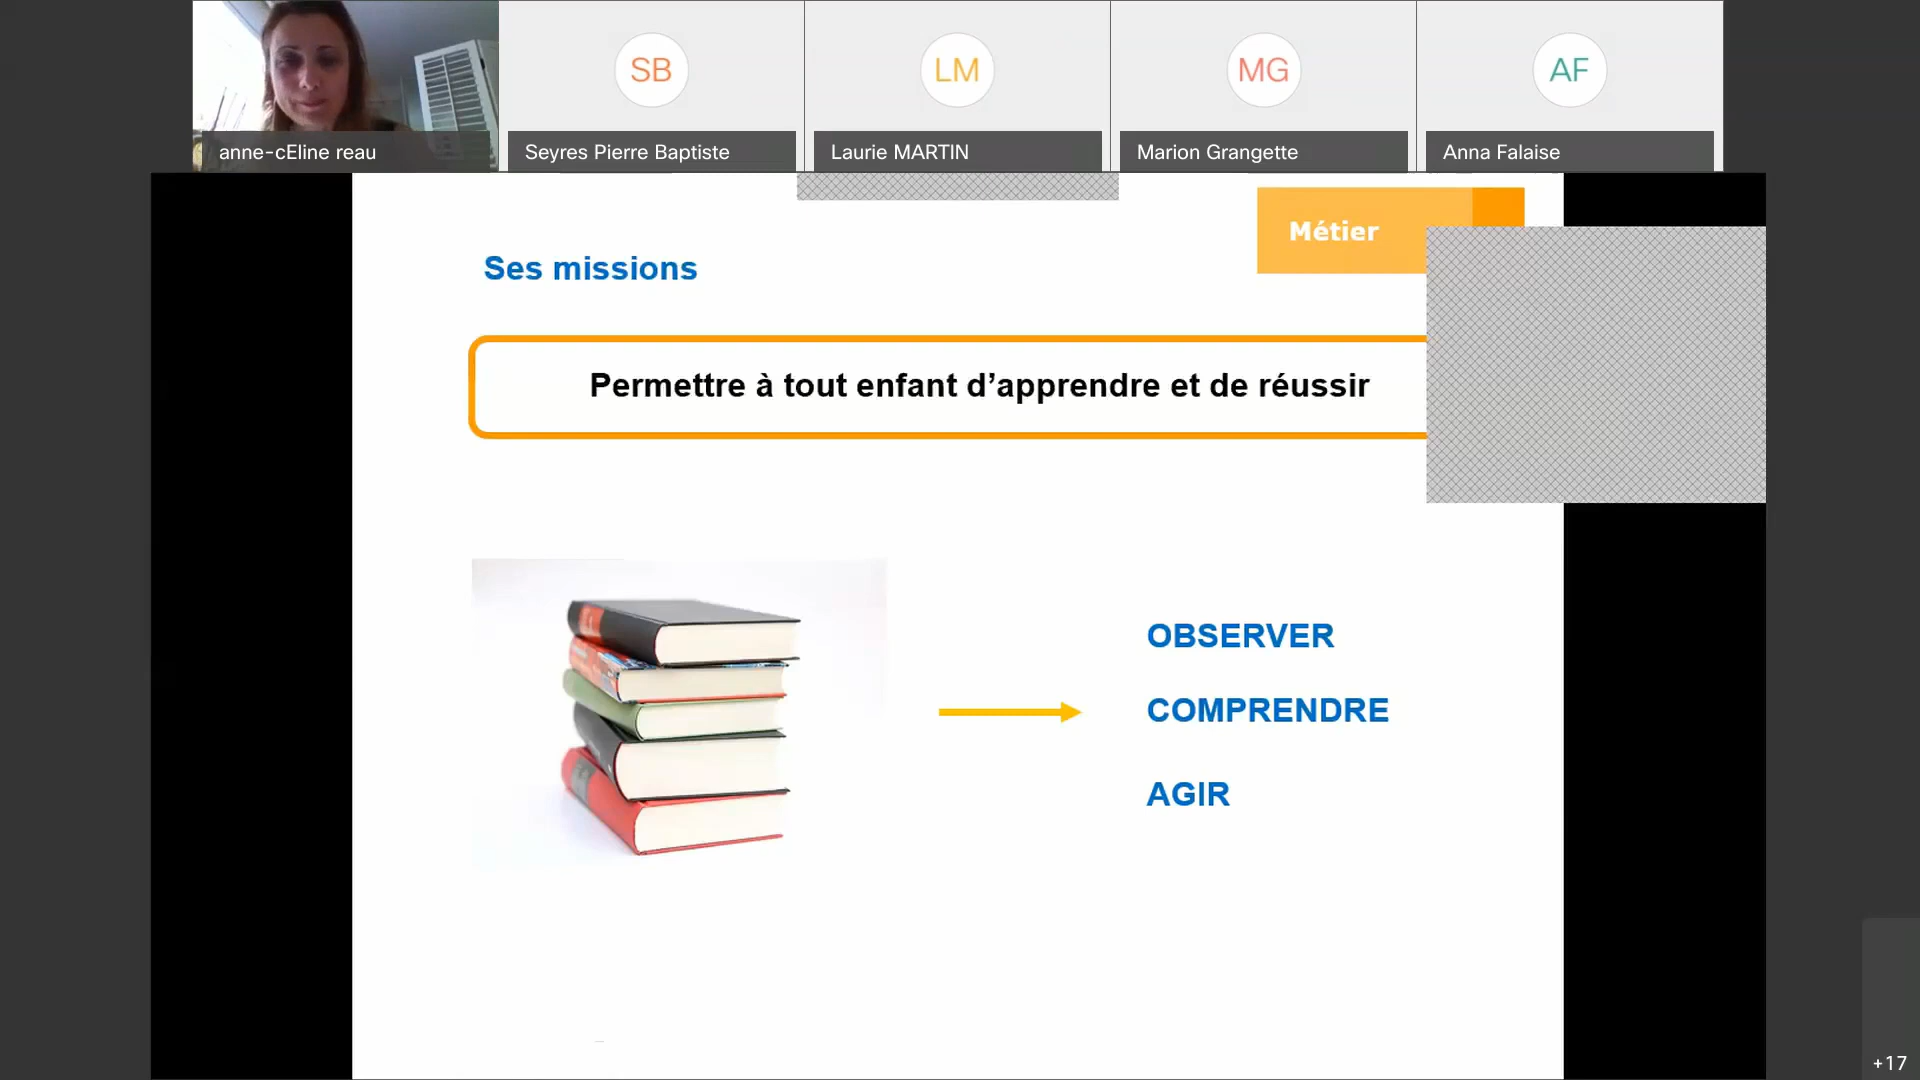 SB
LM
MG
AF
anne-cEline reau
Seyres Pierre Baptiste
Laurie MARTIN
Marion Grangette
Anna Falaise
Métier
Ses missions
Permettre à tout enfant d’apprendre et de réussir
OBSERVER
COMPRENDRE
AGIR
+17